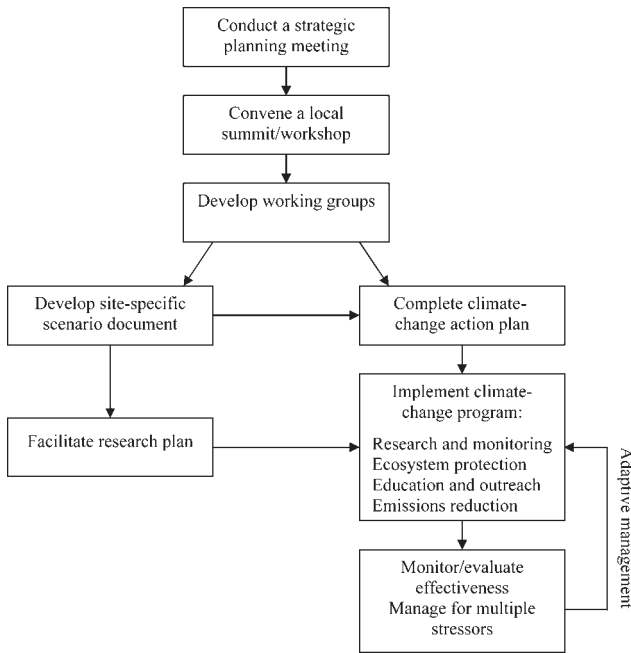 Conduct a strategic
planning meeting
Convene a local
summit/workshop
Develop working groups
Develop site-specific
scenario document
Complete climate-
change action plan
Facilitate research plan
Implement climate-
change program:
Research and monitoring
Ecosystem protection
Education and outreach
Emissions reduction
Adaptive management
Monitor/evaluate
effectiveness
Manage for multiple
stressors